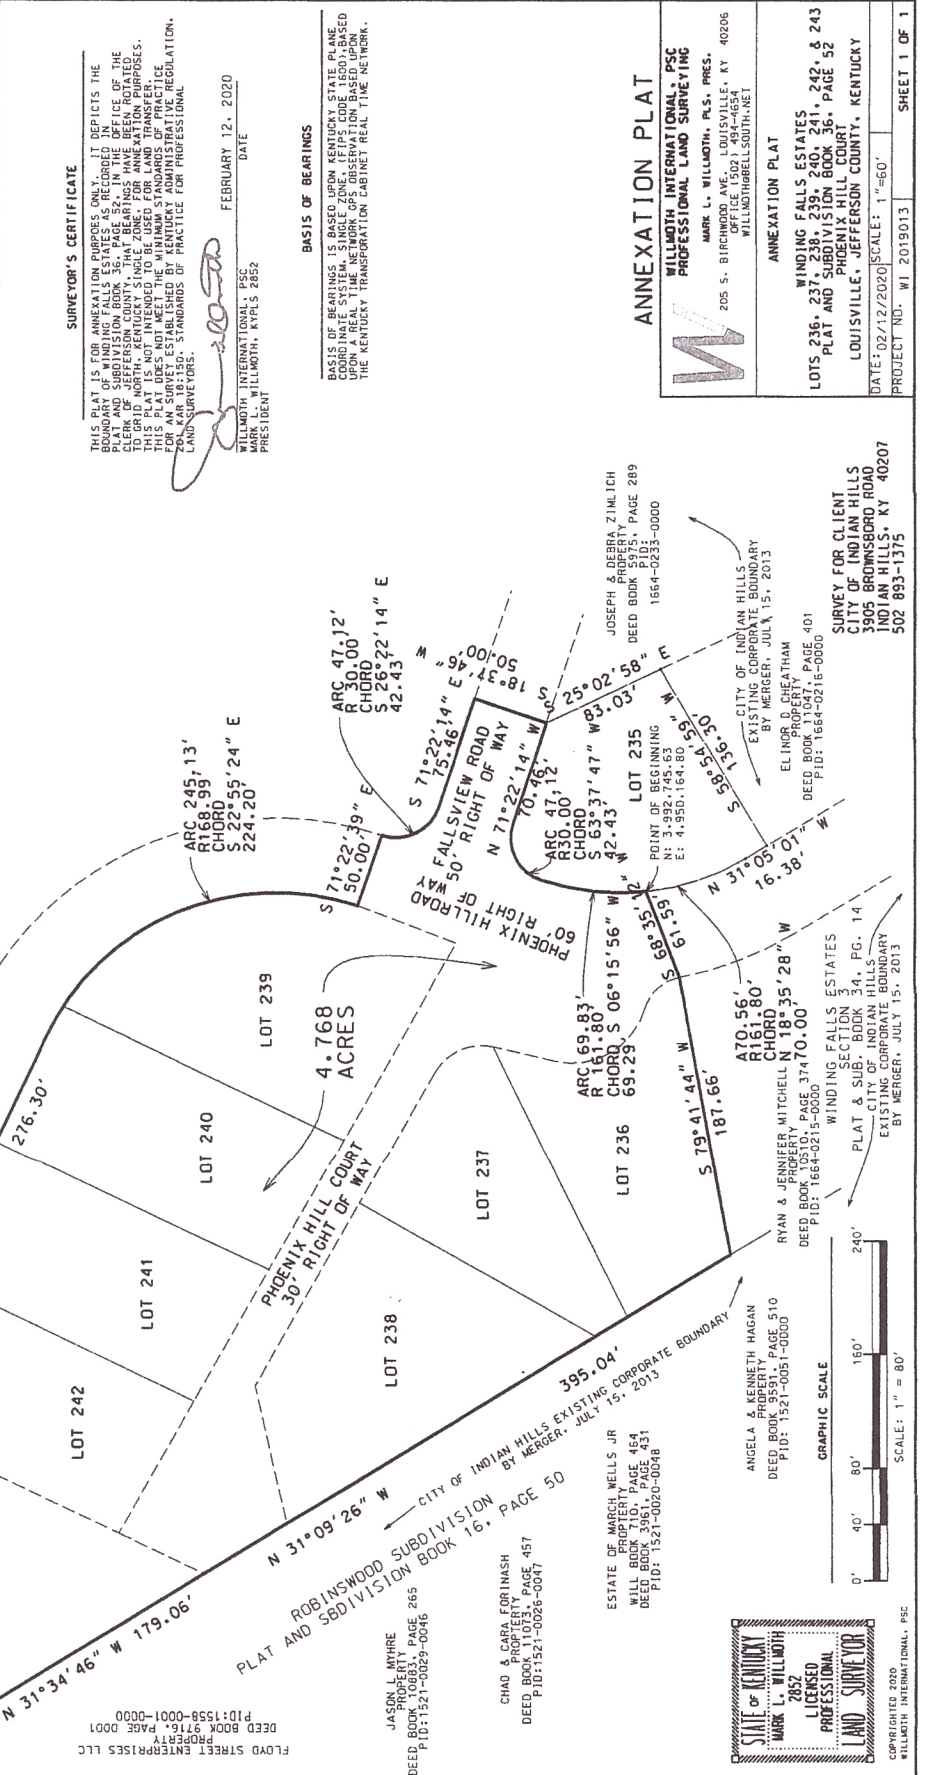 SURVEYOR'S CERTIFICATE
THIS PLAT IS FOR ANNEXATION PURPOES ONLY. IT DEPICTS THE
BOUNDARY OF WINDING FALLS ESTATES AS RECORDED IN
PLAT AND SUBDIVISION BOOK 36, PAGE 52, IN THE OFFICE OF THE
CLERK OF JEFFERSON COUNTY. THAT BEARINGS HAVE BEEN ROTATED
TO GRID NORTH, KENTUCKY SINGLE ZONE, FOR ANNEXATION PURPOSES.
THIS PLAT IS NOT INTENDED TO BE USED FOR LAND TRANSFER.
THIS PLAT DOES NOT MEET THE MINIMUM STANDARDS OF PRACTICE
FOR AN SURVEY ESTABLISHED BY KENTUCKY ADMINISTRATIVE REGULATION,
201 KAR 18:150, STANDARDS OF PRACTICE FOR PROFESSIONAL
LAND SURVEYORS.
FEBRUARY 12, 2020
WILLMOTH INTERNATIONAL, PSC
MARK L. WILLMOTH, KYPLS 2852
PRESIDENT
DATE
BASIS OF BEARINGS
BASIS OF BEARINGS IS BASED UPON KENTUCKY STATE PLANE
COORDINATE SYSTEM, SINGLE ZONE, (FIPS CODE 1600),BASED
UPON A REAL TIME NETWORK GPS OBSERVATION BASED UPON
THE KENTUCKY TRANSPORATION CABINET REAL TIME NETWORK.
ANNEXATION PLAT
WILLMOTH INTERNATIONAL, PSC
PROFESSIONAL LAND SURVEYING
MARK L. WILLMOTH, PLS, PRES.
205 S. BIRCHWOOD AVE. LOUISVILLE, KY 40206
OFFICE (502) 494-4654
WILLMOTH@BELLSOUTH.NET
ANNEXATION PLAT
WINDING FALLS ESTATES
LOTS 236, 237, 238, 239, 240, 241, 242, & 243
PLAT AND SUBDIVISION BOOK 36, PAGE 52
PHOENIX HILL COURT
LOUISVILLE, JEFFERSON COUNTY, KENTUCKY
DATE: 02/12/2020
SCALE: 1"=60'
PROJECT NO. WI 2019013
SHEET 1 OF 1
ARC 245.13'
R168.99'
CHORD
S 22°55'24" E
224.20'
ARC 47.12'
R 30.00'
CHORD
S 26°22'14" E
42.43'
S 71°22'39" E
50.00'
S 71°22'14" E
75.46'
S 18°37'46" W
50.00'
FALLSVIEW ROAD
50' RIGHT OF WAY
N 71°22'14" W
70.46'
PHOENIX HILLROAD
60' RIGHT OF WAY
ARC 47.12'
R30.00'
CHORD
S 63°37'47" W
42.43'
LOT 235
S 25°02'58" E
83.03'
JOSEPH & DEBRA ZIMLICH
PROPERTY
DEED BOOK 5975, PAGE 289
PID:
1664-0233-0000
POINT OF BEGINNING
N: 3,992,745.63
E: 4,950,164.80
S 58°54'59" W
136.30'
CITY OF INDIAN HILLS
EXISTING CORPORATE BOUNDARY
BY MERGER, JULY 15, 2013
ELINOR D CHEATHAM
PROPERTY
DEED BOOK 11047, PAGE 401
PID: 1664-0216-0000
SURVEY FOR CLIENT
CITY OF INDIAN HILLS
3905 BROWNSBORO ROAD
INDIAN HILLS, KY 40207
502 893-1375
N 31°05'01" W
16.38'
276.30'
LOT 239
LOT 240
LOT 241
LOT 242
4.768
ACRES
PHOENIX HILL COURT
30' RIGHT OF WAY
LOT 238
LOT 237
LOT 236
ARC 69.83'
R 161.80'
CHORD S 06°15'56" W
69.29'
S 68°35'12" W
61.59'
S 79°41'44" W
187.66'
A70.56'
R161.80'
CHORD
N 18°35'28" W
70.00'
RYAN & JENNIFER MITCHELL
PROPERTY
DEED BOOK 10510, PAGE 374
PID: 1664-0215-0000
WINDING FALLS ESTATES
SECTION 3
PLAT & SUB. BOOK 34, PG. 14
CITY OF INDIAN HILLS
EXISTING CORPORATE BOUNDARY
BY MERGER, JULY 15, 2013
N 31°34'46" W 179.06'
N 31°09'26" W
395.04'
CITY OF INDIAN HILLS EXISTING CORPORATE BOUNDARY
BY MERGER, JULY 15, 2013
ROBINSWOOD SUBDIVISION
PLAT AND SBDIVISION BOOK 16, PAGE 50
FLOYD STREET ENTERPRISES LLC
PROPERTY
DEED BOOK 9716, PAGE 0001
PID:1558-0001-0000
JASON L MYHRE
PROPERTY
DEED BOOK 10883, PAGE 265
PID:1521-0029-0046
CHAD & CARA FORINASH
PROPTERTY
DEED BOOK 11073, PAGE 457
PID:1521-0026-0047
ESTATE OF MARCH WELLS JR
PROPTERTY
WILL BOOK 710, PAGE 464
DEED BOOK 3961, PAGE 431
PID: 1521-0020-0048
ANGELA & KENNETH HAGAN
PROPERTY
DEED BOOK 9591, PAGE 510
PID: 1521-0051-0000
GRAPHIC SCALE
0' 40' 80' 160' 240'
SCALE: 1" = 80'
STATE OF KENTUCKY
MARK L. WILLMOTH
2852
LICENSED
PROFESSIONAL
LAND SURVEYOR
COPYRIGHTED 2020
WILLMOTH INTERNATIONAL, PSC